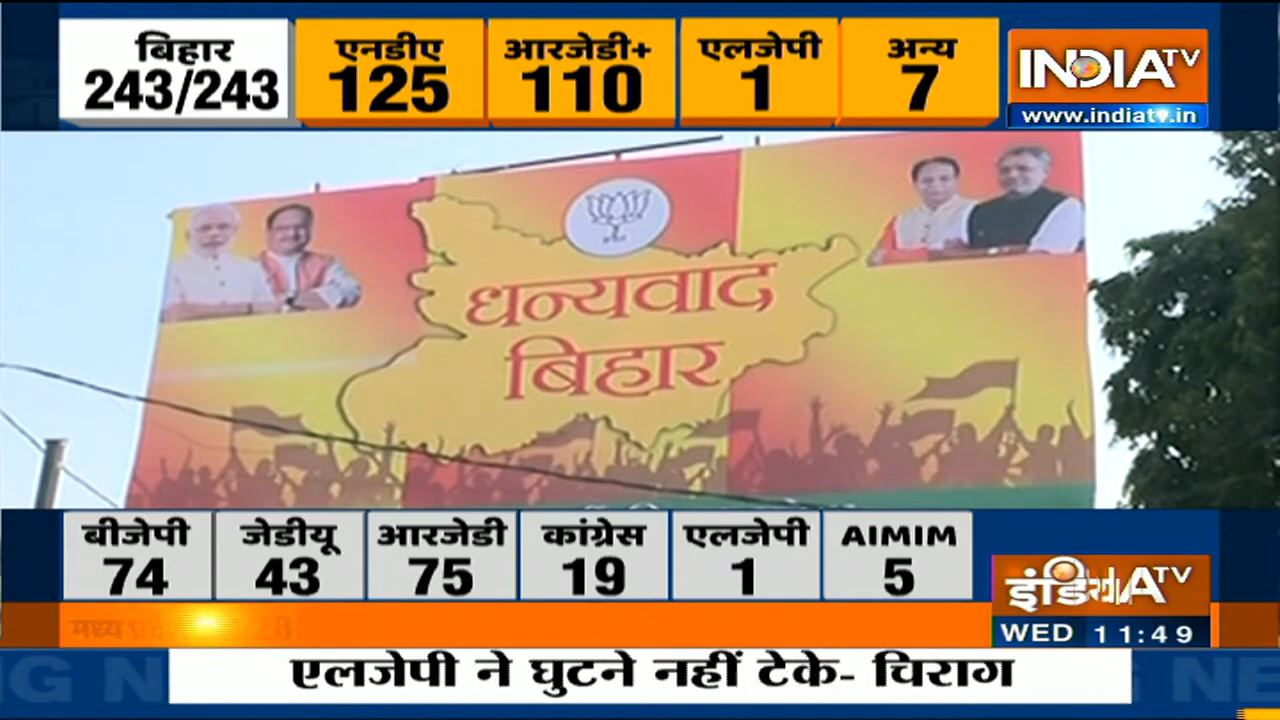 बिहार
243/243
एनडीए
125
आरजेडी+
110
एलजेपी
1
अन्य
7
INDIA TV
www.indiatv.in
धन्यवाद
बिहार
बीजेपी
74
जेडीयू
43
आरजेडी
75
कांग्रेस
19
एलजेपी
1
AIMIM
5
TV
WED 11:49
एलजेपी ने घुटने नहीं टेके- चिराग